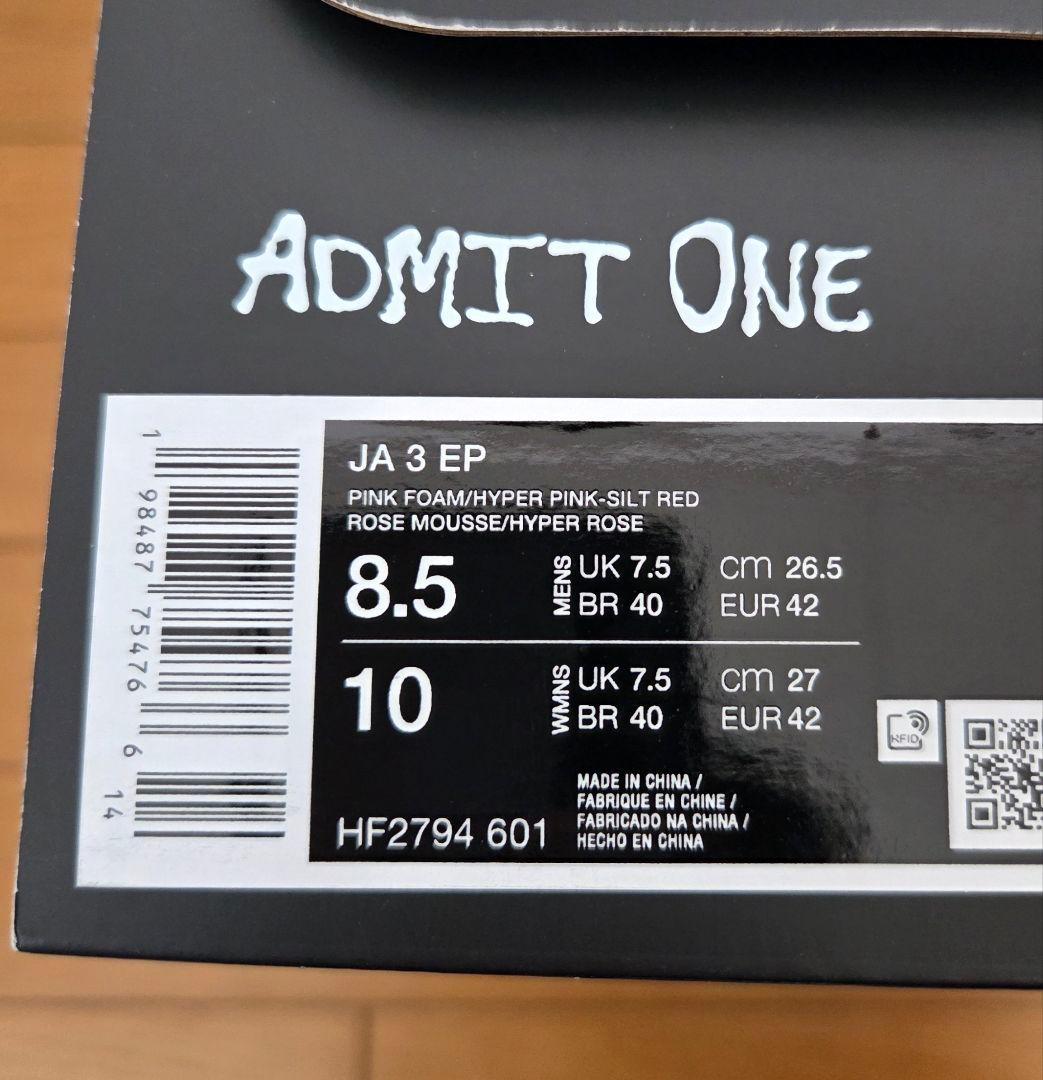 ADMIT ONE
JA 3 EP
PINK FOAM/HYPER PINK-SILT RED
ROSE MOUSSE/HYPER ROSE
8.5 MENS UK 7.5 cm 26.5
BR 40 EUR 42
10 WMNS UK 7.5 cm 27
BR 40 EUR 42
RFID
MADE IN CHINA /
FABRIQUE EN CHINE /
FABRICADO NA CHINA /
HECHO EN CHINA
HF2794 601
1 98487 75476 6 14